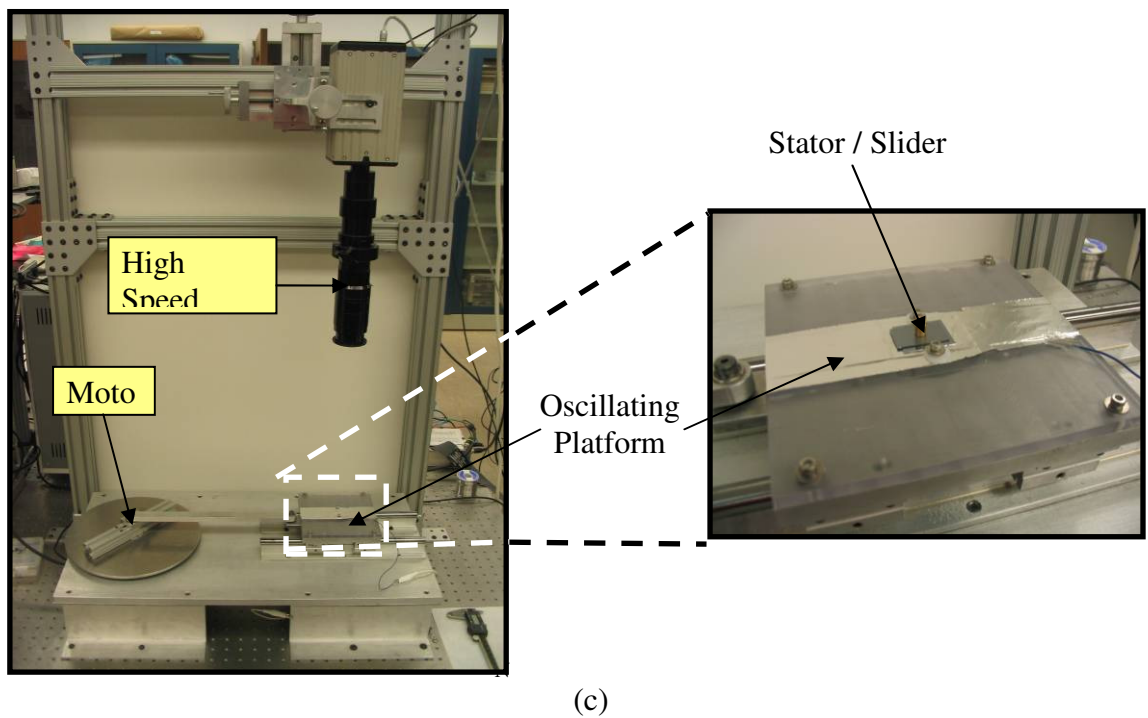 Stator / Slider
High
Speed
Moto
Oscillating
Platform
(c)